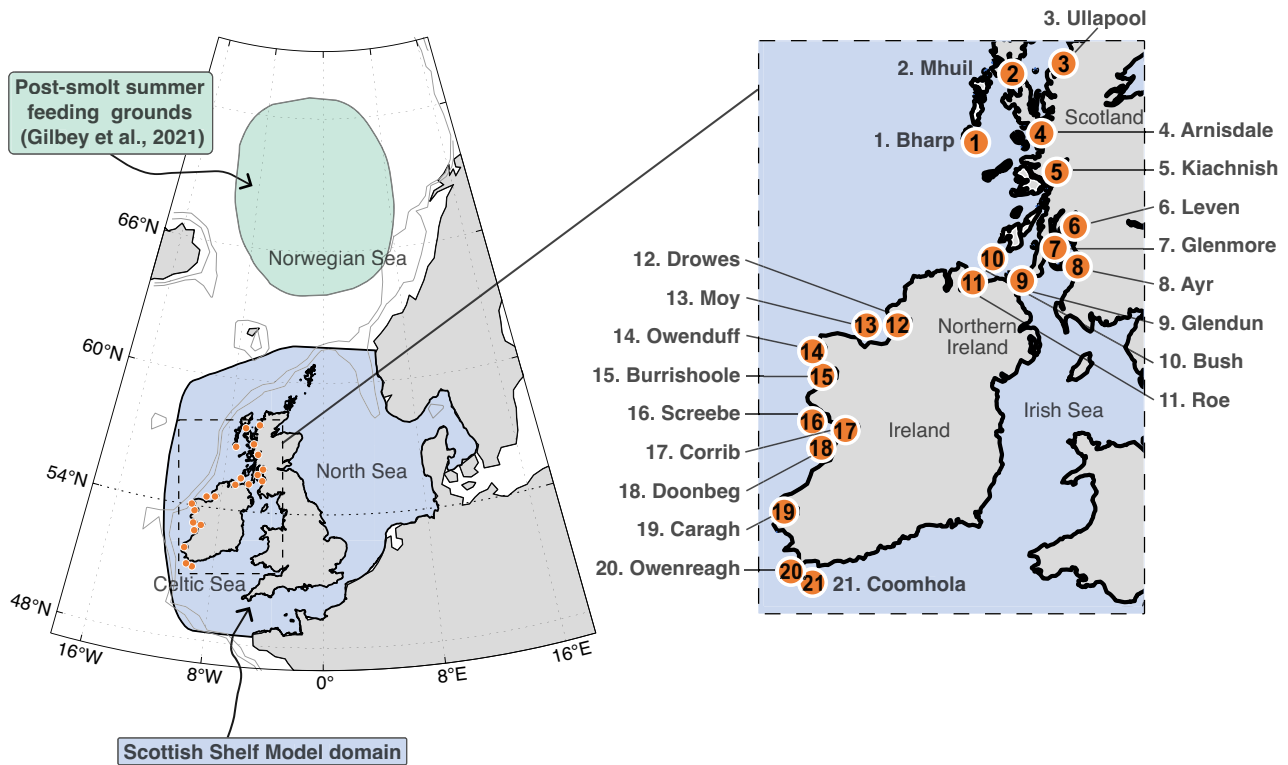 Post-smolt summer
feeding grounds
(Gilbey et al., 2021)
Norwegian Sea
66°N
60°N
54°N
48°N
16°W
8°W
0°
8°E
16°E
North Sea
Celtic Sea
Scottish Shelf Model domain
3. Ullapool
2. Mhuil
1. Bharp
Scotland
4. Arnisdale
5. Kiachnish
6. Leven
7. Glenmore
8. Ayr
9. Glendun
10. Bush
11. Roe
12. Drowes
13. Moy
14. Owenduff
15. Burrishoole
16. Screebe
17. Corrib
18. Doonbeg
19. Caragh
20. Owenreagh
21. Coomhola
Northern
Ireland
Irish Sea
Ireland
1
2
3
4
5
6
7
8
9
10
11
12
13
14
15
16
17
18
19
20
21